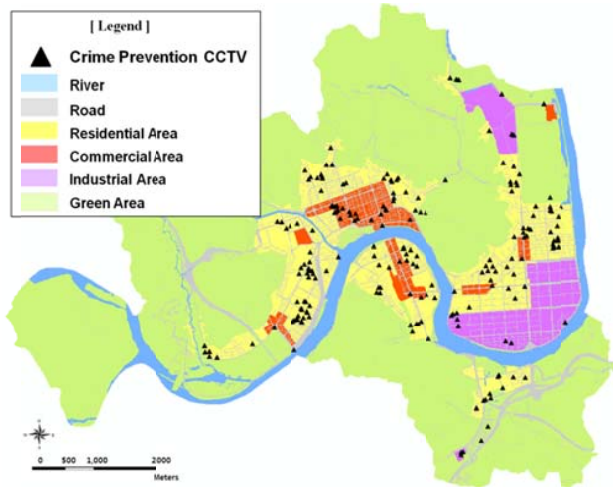 [ Legend ]
Crime Prevention CCTV
River
Road
Residential Area
Commercial Area
Industrial Area
Green Area
0 500 1,000 2000
Meters